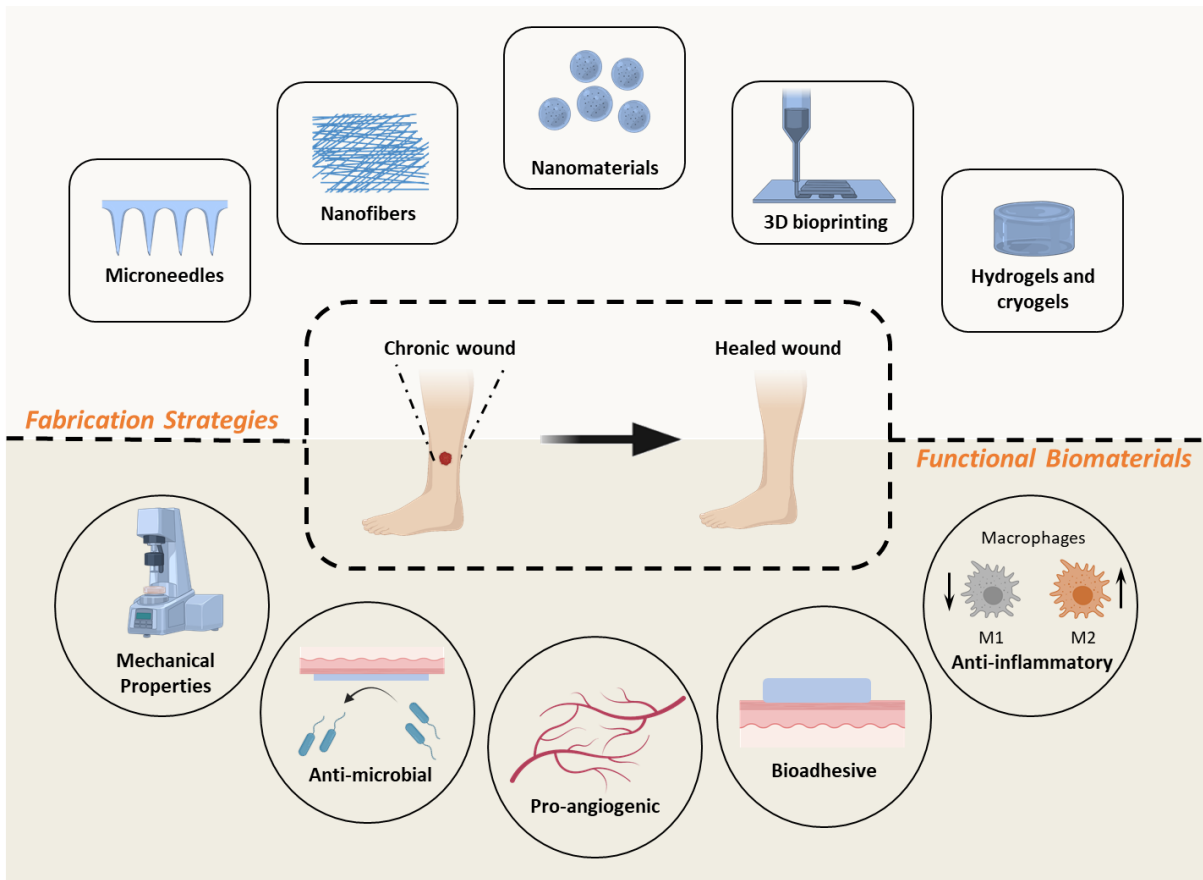 Nanomaterials
Nanofibers
3D bioprinting
Microneedles
Hydrogels and
cryogels
Chronic wound
Healed wound
Fabrication Strategies
Functional Biomaterials
Macrophages
M1
M2
Anti-inflammatory
Mechanical
Properties
Anti-microbial
Pro-angiogenic
Bioadhesive